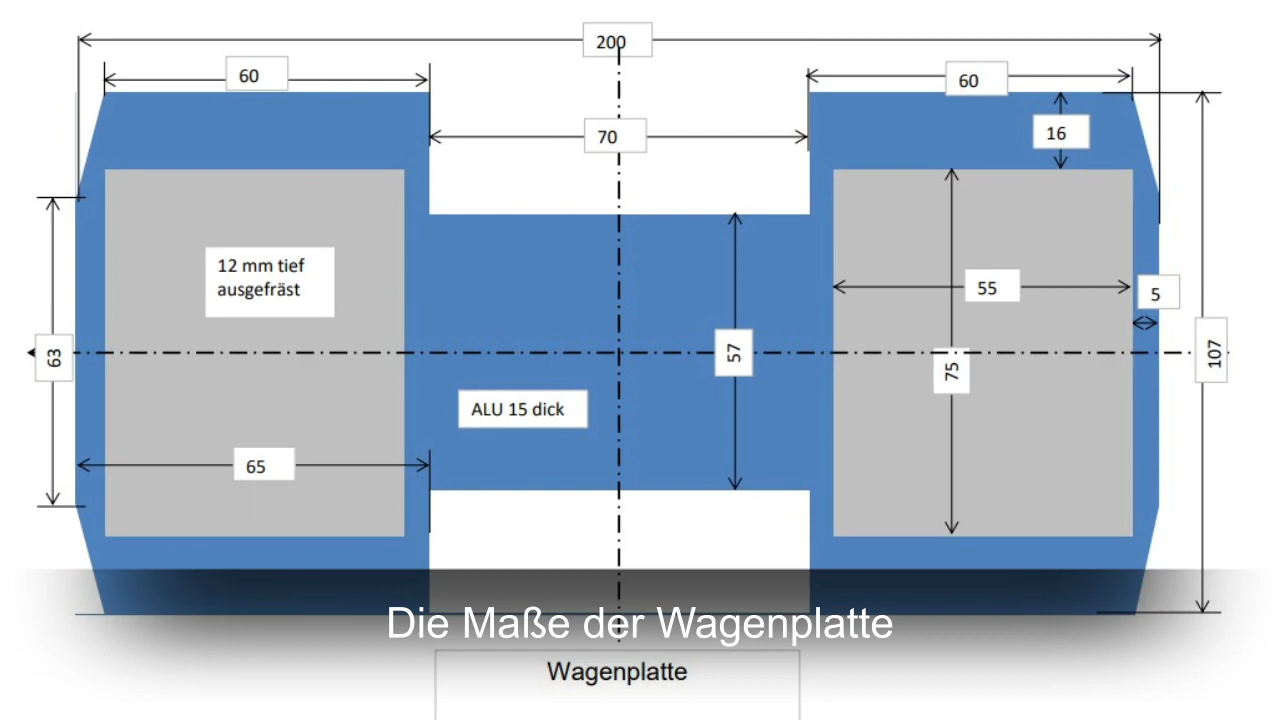 200
60
60
70
16
12 mm tief
ausgefräst
55
5
63
57
75
107
ALU 15 dick
65
Die Maße der Wagenplatte
Wagenplatte